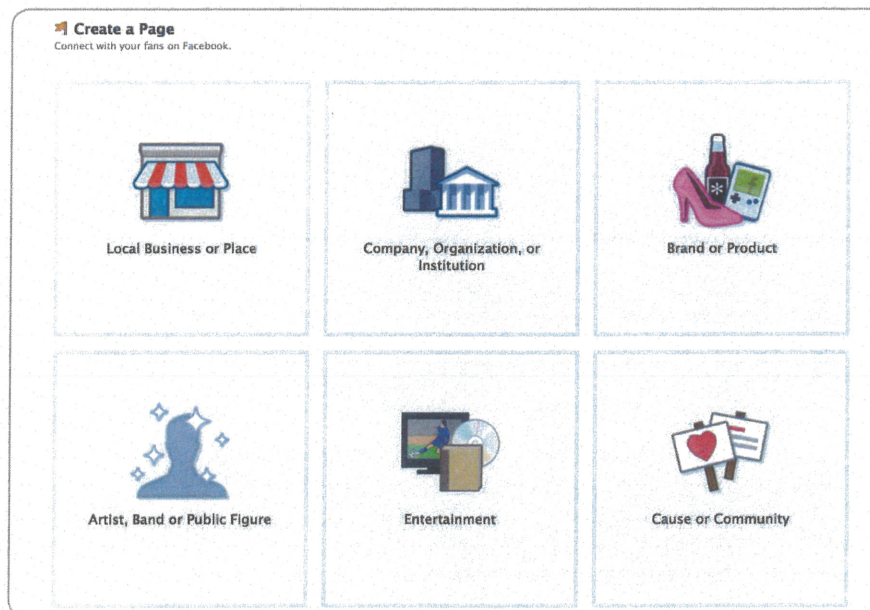 Create a Page
Connect with your fans on Facebook.
Local Business or Place
Company, Organization, or
Institution
Brand or Product
Artist, Band or Public Figure
Entertainment
Cause or Community